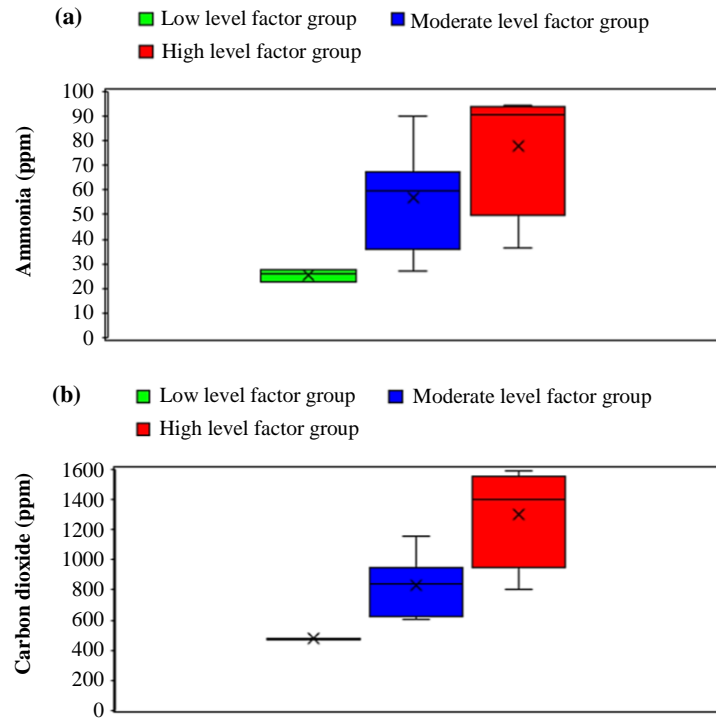 (a)
Low level factor group
Moderate level factor group
High level factor group
Ammonia (ppm)
100
90
80
70
60
50
40
30
20
10
0
(b)
Low level factor group
Moderate level factor group
High level factor group
Carbon dioxide (ppm)
1600
1400
1200
1000
800
600
400
200
0